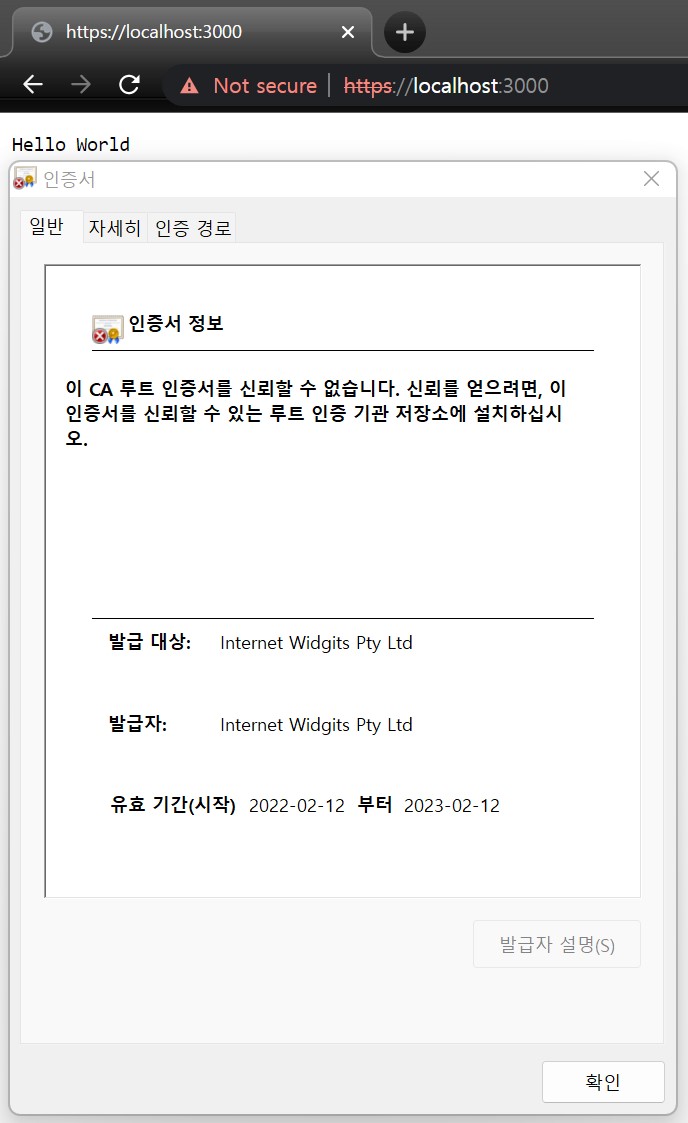 https://localhost:3000
Not secure | https://localhost:3000
Hello World
인증서
일반 자세히 인증 경로
인증서 정보
이 CA 루트 인증서를 신뢰할 수 없습니다. 신뢰를 얻으려면, 이
인증서를 신뢰할 수 있는 루트 인증 기관 저장소에 설치하십시
오.
발급 대상: Internet Widgits Pty Ltd
발급자: Internet Widgits Pty Ltd
유효 기간(시작) 2022-02-12 부터 2023-02-12
발급자 설명(S)
확인